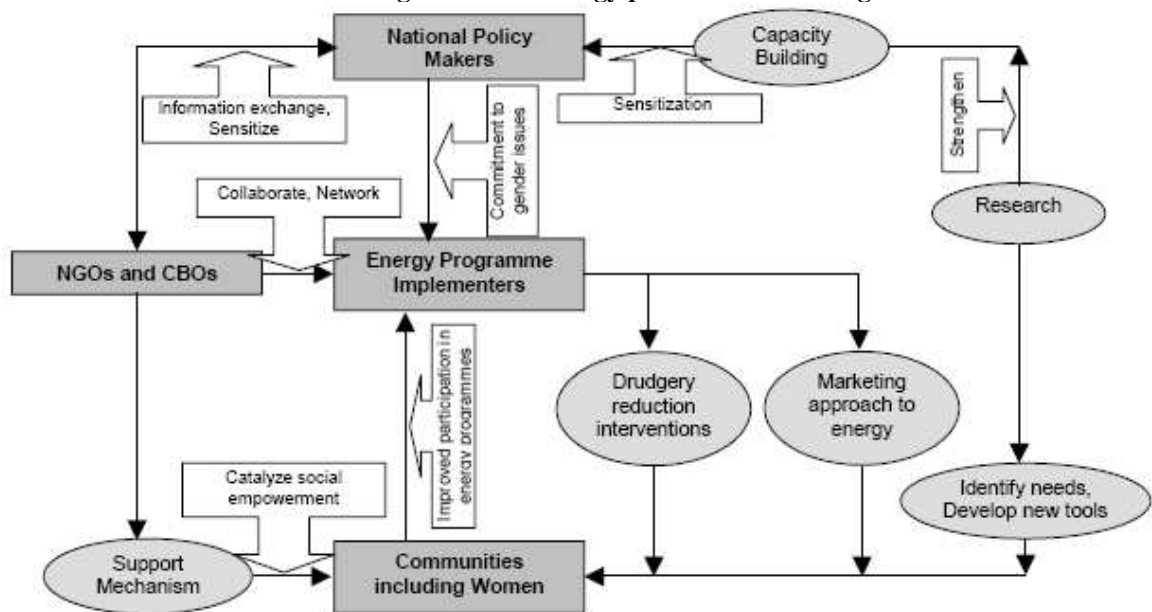 National Policy
Makers
Capacity
Building
Information exchange,
Sensitize
Sensitization
Commitment to
gender issues
Strengthen
Collaborate, Network
Research
NGOs and CBOs
Energy Programme
Implementers
Improved participation in
energy programmes
Drudgery
reduction
interventions
Marketing
approach to
energy
Catalyze social
empowerment
Identify needs,
Develop new tools
Support
Mechanism
Communities
including Women